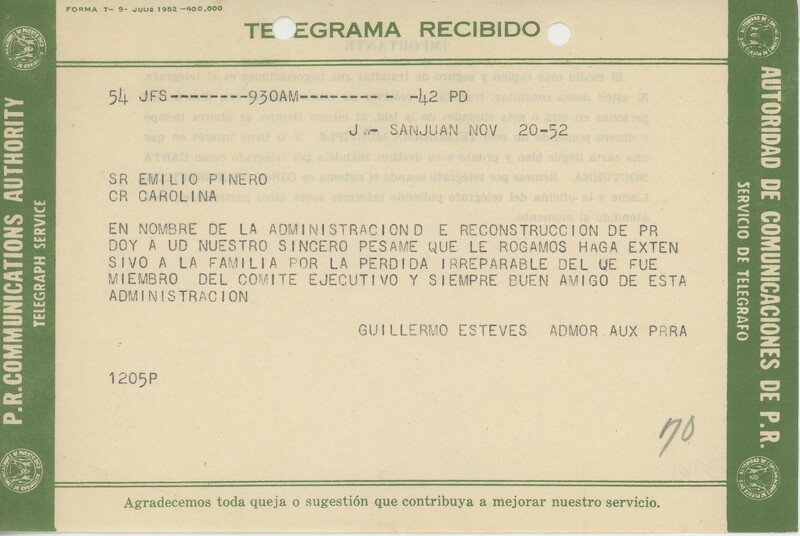 FORMA T- 9- JULIO 1952 -400,000
TELEGRAMA RECIBIDO
54 JFS--------930AM---------- -42 PD
J.- SANJUAN NOV 20-52
SR EMILIO PINERO
CR CAROLINA
EN NOMBRE DE LA ADMINISTRACIOND E RECONSTRUCCION DE PR
DOY A UD NUESTRO SINCERO PESAME QUE LE ROGAMOS HAGA EXTEN
SIVO A LA FAMILIA POR LA PERDIDA IRREPARABLE DEL QE FUE
MIEMBRO DEL COMITE EJECUTIVO Y SIEMPRE BUEN AMIGO DE ESTA
ADMINISTRACION
GUILLERMO ESTEVES ADMOR AUX PRRA
1205P
170
Agradecemos toda queja o sugestión que contribuya a mejorar nuestro servicio.
P.R. COMMUNICATIONS AUTHORITY
TELEGRAPH SERVICE
AUTORIDAD DE COMUNICACIONES DE P.R.
SERVICIO DE TELEGRAFO